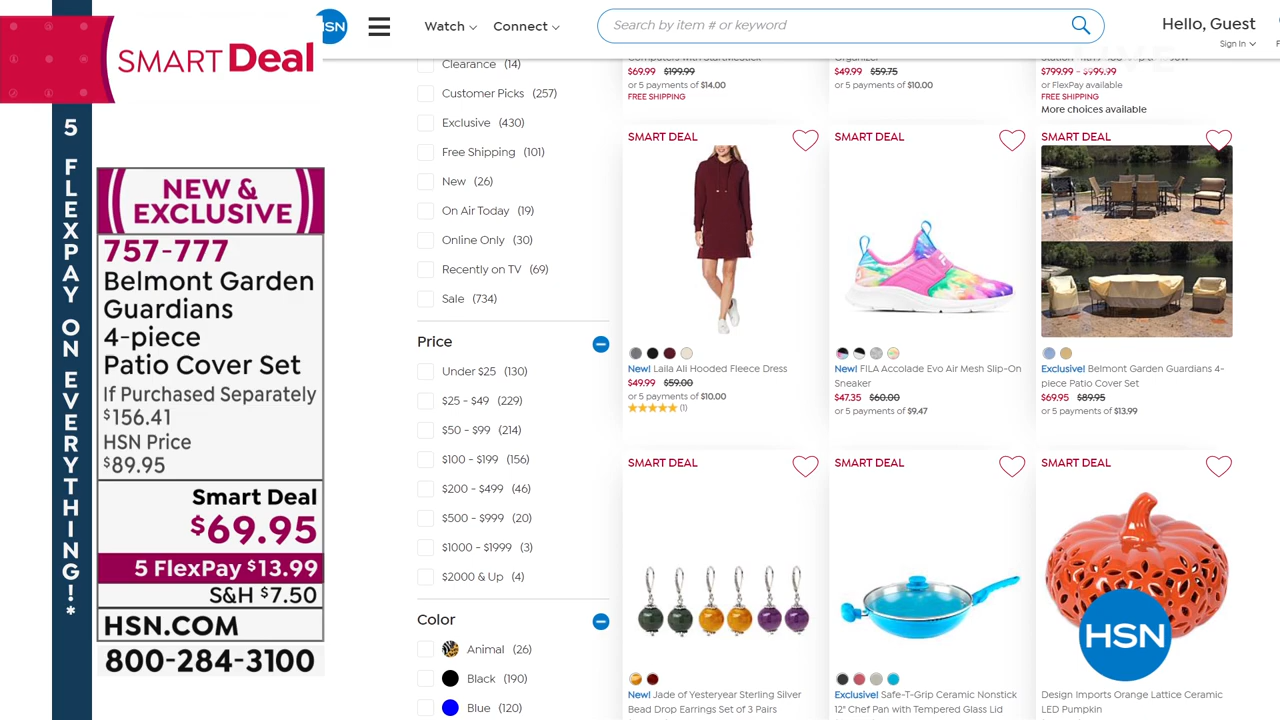 SMART Deal
5 FLEXPAY ON EVERYTHING!*
NEW &
EXCLUSIVE
757-777
Belmont Garden
Guardians
4-piece
Patio Cover Set
If Purchased Separately
$156.41
HSN Price
$89.95
Smart Deal
$69.95
5 FlexPay $13.99
S&H $7.50
HSN.COM
800-284-3100
Watch
Connect
Search by item # or keyword
Hello, Guest
Sign In
Clearance (14)
Customer Picks (257)
Exclusive (430)
Free Shipping (101)
New (26)
On Air Today (19)
Online Only (30)
Recently on TV (69)
Sale (734)
Price
Under $25 (130)
$25 - $49 (229)
$50 - $99 (214)
$100 - $199 (156)
$200 - $499 (46)
$500 - $999 (20)
$1000 - $1999 (3)
$2000 & Up (4)
Color
Animal (26)
Black (190)
Blue (120)
$69.99 $199.99
or 5 payments of $14.00
FREE SHIPPING
$49.99 $59.75
or 5 payments of $10.00
$799.99 - $999.99
or FlexPay available
FREE SHIPPING
More choices available
SMART DEAL
New! Laila Ali Hooded Fleece Dress
$49.99 $59.00
or 5 payments of $10.00
(1)
SMART DEAL
New! FILA Accolade Evo Air Mesh Slip-On
Sneaker
$47.35 $60.00
or 5 payments of $9.47
SMART DEAL
Exclusive! Belmont Garden Guardians 4-
piece Patio Cover Set
$69.95 $89.95
or 5 payments of $13.99
SMART DEAL
New! Jade of Yesteryear Sterling Silver
Bead Drop Earrings Set of 3 Pairs
SMART DEAL
Exclusive! Safe-T-Grip Ceramic Nonstick
12" Chef Pan with Tempered Glass Lid
SMART DEAL
Design Imports Orange Lattice Ceramic
LED Pumpkin
HSN